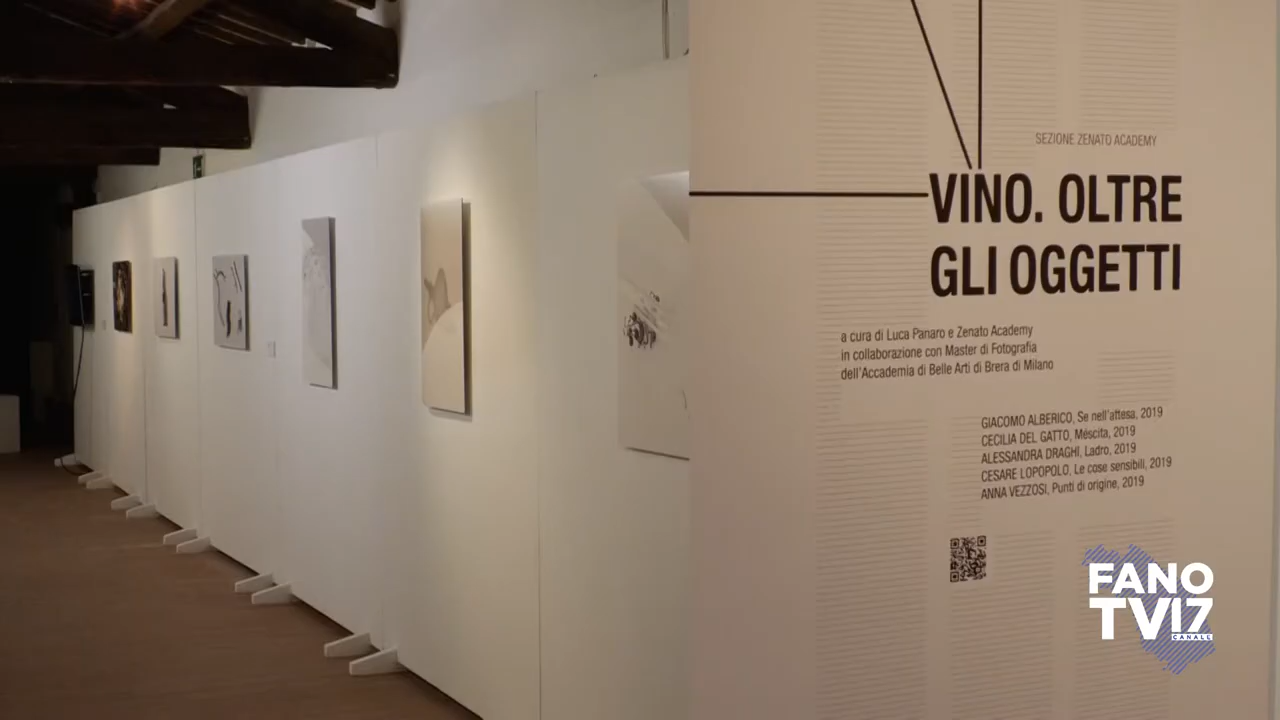 SEZIONE ZENATO ACADEMY
VINO. OLTRE
GLI OGGETTI
a cura di Luca Panaro e Zenato Academy
in collaborazione con Master di Fotografia
dell'Accademia di Belle Arti di Brera di Milano
GIACOMO ALBERICO, Se nell'attesa, 2019
CECILIA DEL GATTO, Mèscita, 2019
ALESSANDRA DRAGHI, Ladro, 2019
CESARE LOPOPOLO, Le cose sensibili, 2019
ANNA VEZZOSI, Punti di origine, 2019
FANO
TV17
CANALE